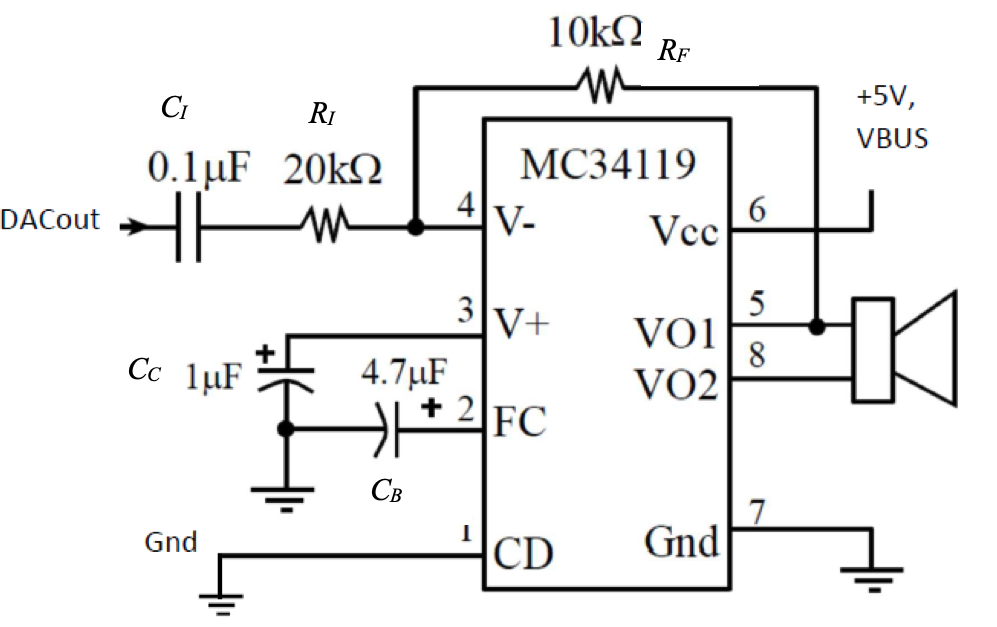 10kΩ R_F
+5V,
VBUS
C_I R_I
0.1μF 20kΩ
MC34119
DACout
4 V-
Vcc 6
3 V+
VO1 5
C_C 1μF
4.7μF
VO2 8
+ +
2 FC
C_B
Gnd
1 CD
Gnd 7